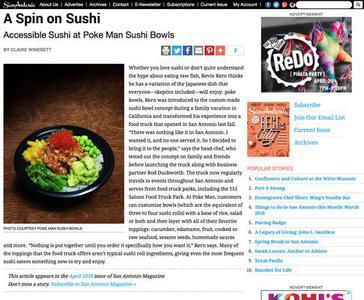 San Antonio
About Us
Advertise
Archives
Contact
E-Newsletter
Subscriptions
Shopping Cart
Account
A Spin on Sushi
Accessible Sushi at Poke Man Sushi Bowls
BY CLAIRE WINESETT
Whether you love sushi or don't quite understand
the hype about eating raw fish, Kevin Kern thinks
he has a variation of the Japanese dish that
everyone—skeptics included—will enjoy: poke
bowls. Kern was introduced to the custom-made
sushi bowl concept during a family vacation in
California and transformed his experience into a
food truck that opened in San Antonio last fall.
"There was nothing like it in San Antonio. I
wanted it, and no one served it. So I decided to
bring it to the people," says the head chef, who
tested out the concept on family and friends
before launching the truck along with business
partner Rod Duckworth. The truck now regularly
travels to events throughout San Antonio and
serves from food truck parks, including the 151
Saloon Food Truck Park. At Poke Man, customers
can customize bowls (which are the equivalent of
three to four sushi rolls) with a base of rice, salad
or both and then layer with all of their favorite
toppings: cucumber, edamame, fruit, cooked or
raw seafood, sesame seeds, homemade sauces
PHOTO COURTESY POKE MAN SUSHI BOWLS
and more. "Nothing is put together until you order it specifically how you want it," Kern says. Many of
the toppings that the food truck offers aren't typical sushi roll ingredients, giving even the most frequent
sushi eaters something new to try and enjoy.
This article appears in the April 2018 issue of San Antonio Magazine
Don't miss a story. Subscribe to San Antonio Magazine »
ADVERTISEMENT
ReDo
PIÑATA PARTY
Subscribe
Join Our Email List
Current Issue
Archives
POPULAR STORIES
1. Confluence and Culture at the Witte Museum
2. Port & Strong
3. Homegrown Chef Short: Ming's Noodle Bar
4. Things to do in San Antonio this Month: March
2018
5. Pairing Badge
6. A Legacy of Giving: John L. Santikos
7. Spring Break in San Antonio
8. Sarah Lucero: Anchor at Whistle
9. Texas Paella
10. Rancher for Life
ADVERTISEMENT
KOHL'S